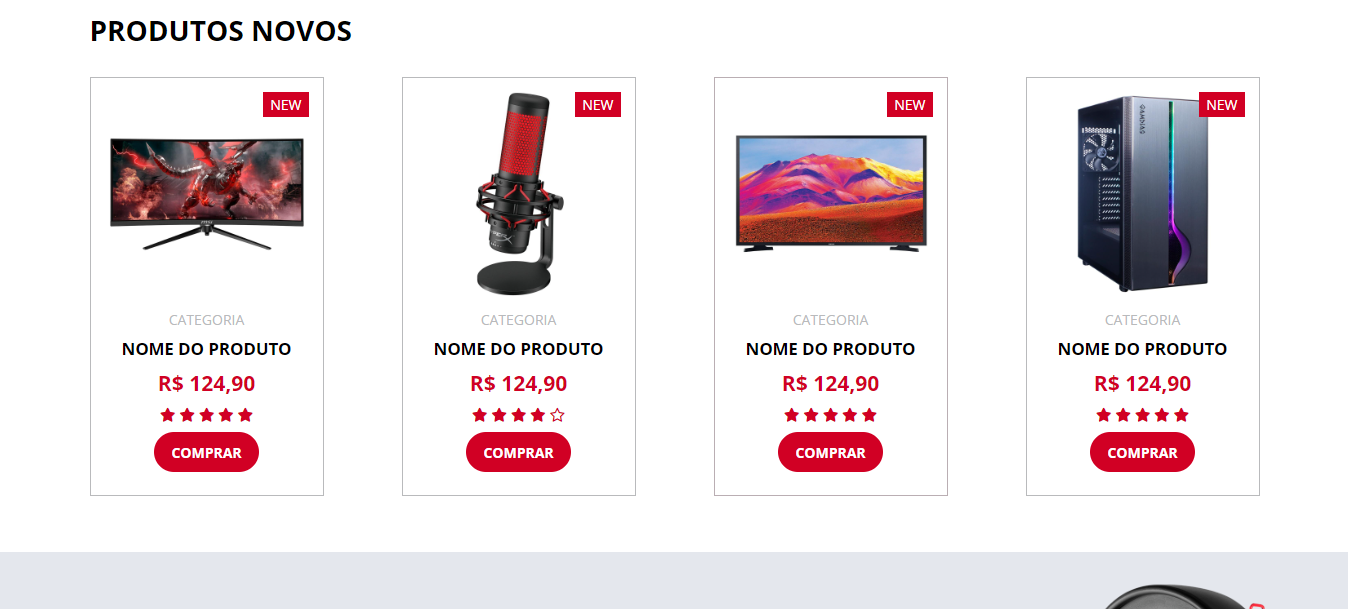 PRODUTOS NOVOS
NEW
CATEGORIA
NOME DO PRODUTO
R$ 124,90
COMPRAR
NEW
CATEGORIA
NOME DO PRODUTO
R$ 124,90
COMPRAR
NEW
CATEGORIA
NOME DO PRODUTO
R$ 124,90
COMPRAR
NEW
GAMDIAS
CATEGORIA
NOME DO PRODUTO
R$ 124,90
COMPRAR